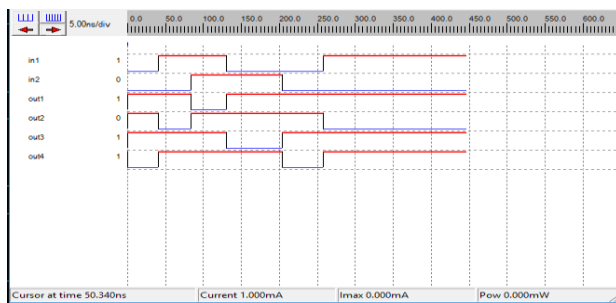 5.00ns/div 0.0 50.0 100.0 150.0 200.0 250.0 300.0 350.0 400.0 450.0 500.0 550.0 600.0
in1 1
in2 0
out1 1
out2 0
out3 1
out4 1
Cursor at time 50.340ns Current 1.000mA Imax 0.000mA Pow 0.000mW